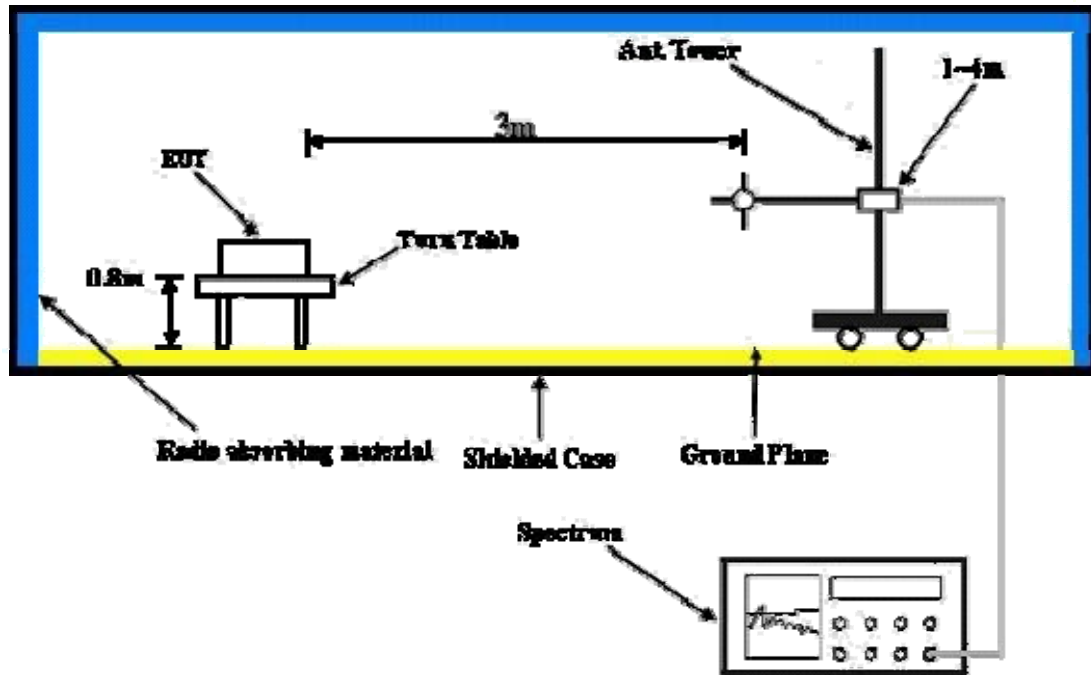 Ant. Tower
1~4m
3m
EUT
Turn Table
0.8m
Radio absorbing material
Shielded Case
Ground Plane
Spectrum